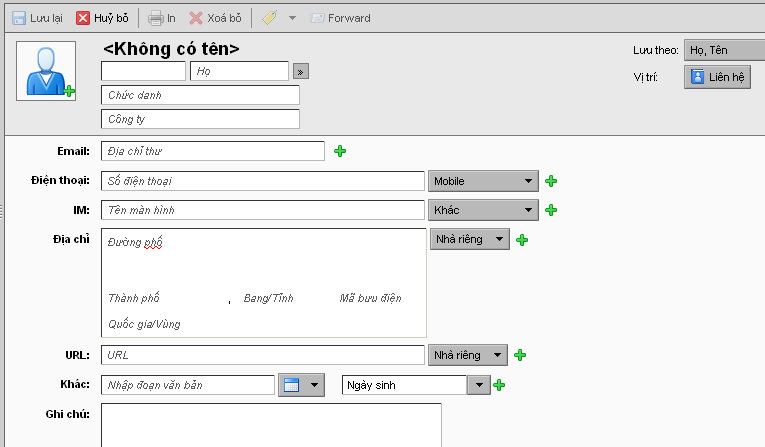 Lưu lại Huỷ bỏ In Xoá bỏ Forward
<Không có tên>
Lưu theo: Họ, Tên
Họ »
Vị trí: Liên hệ
Chức danh
Công ty
Email: Địa chỉ thư
Điện thoại: Số điện thoại Mobile
IM: Tên màn hình Khác
Địa chỉ Đường phố Nhà riêng
Thành phố , Bang/Tỉnh Mã bưu điện
Quốc gia/Vùng
URL: URL Nhà riêng
Khác: Nhập đoạn văn bản Ngày sinh
Ghi chú: